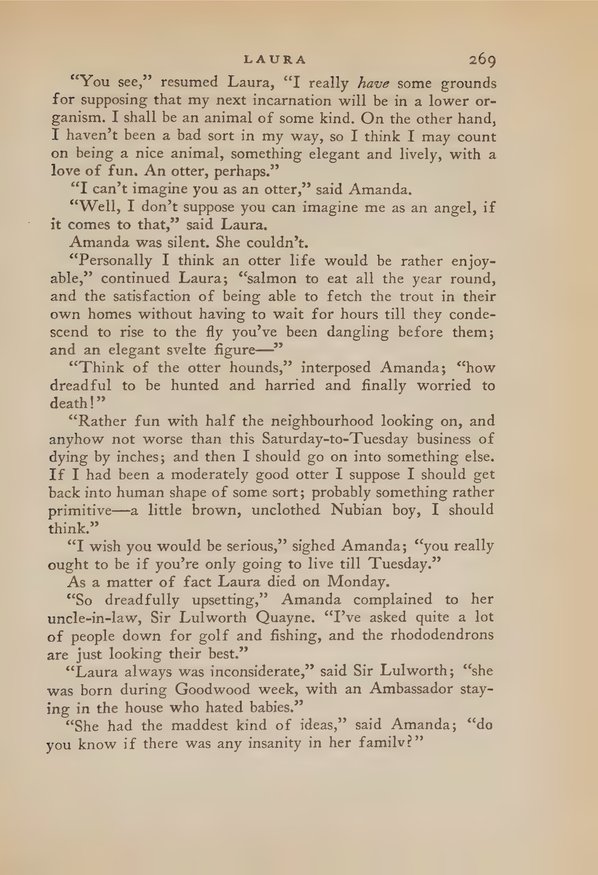 LAURA 269
“You see,” resumed Laura, “I really have some grounds
for supposing that my next incarnation will be in a lower or-
ganism. I shall be an animal of some kind. On the other hand,
I haven’t been a bad sort in my way, so I think I may count
on being a nice animal, something elegant and lively, with a
love of fun. An otter, perhaps.”
“I can’t imagine you as an otter,” said Amanda.
“Well, I don’t suppose you can imagine me as an angel, if
it comes to that,” said Laura.
Amanda was silent. She couldn’t.
“Personally I think an otter life would be rather enjoy-
able,” continued Laura; “salmon to eat all the year round,
and the satisfaction of being able to fetch the trout in their
own homes without having to wait for hours till they conde-
scend to rise to the fly you’ve been dangling before them;
and an elegant svelte figure—”
“Think of the otter hounds,” interposed Amanda; “how
dreadful to be hunted and harried and finally worried to
death!”
“Rather fun with half the neighbourhood looking on, and
anyhow not worse than this Saturday-to-Tuesday business of
dying by inches; and then I should go on into something else.
If I had been a moderately good otter I suppose I should get
back into human shape of some sort; probably something rather
primitive—a little brown, unclothed Nubian boy, I should
think.”
“I wish you would be serious,” sighed Amanda; “you really
ought to be if you’re only going to live till Tuesday.”
As a matter of fact Laura died on Monday.
“So dreadfully upsetting,” Amanda complained to her
uncle-in-law, Sir Lulworth Quayne. “I’ve asked quite a lot
of people down for golf and fishing, and the rhododendrons
are just looking their best.”
“Laura always was inconsiderate,” said Sir Lulworth; “she
was born during Goodwood week, with an Ambassador stay-
ing in the house who hated babies.”
“She had the maddest kind of ideas,” said Amanda; “do
you know if there was any insanity in her family?”